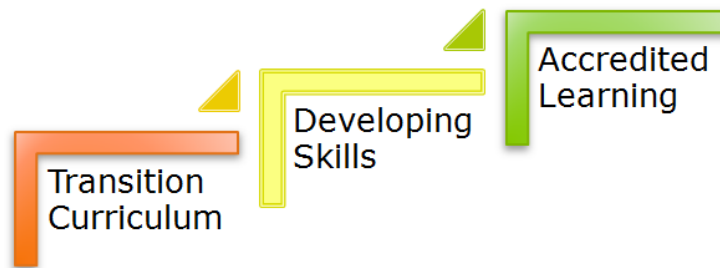 Transition
Curriculum
Developing
Skills
Accredited
Learning